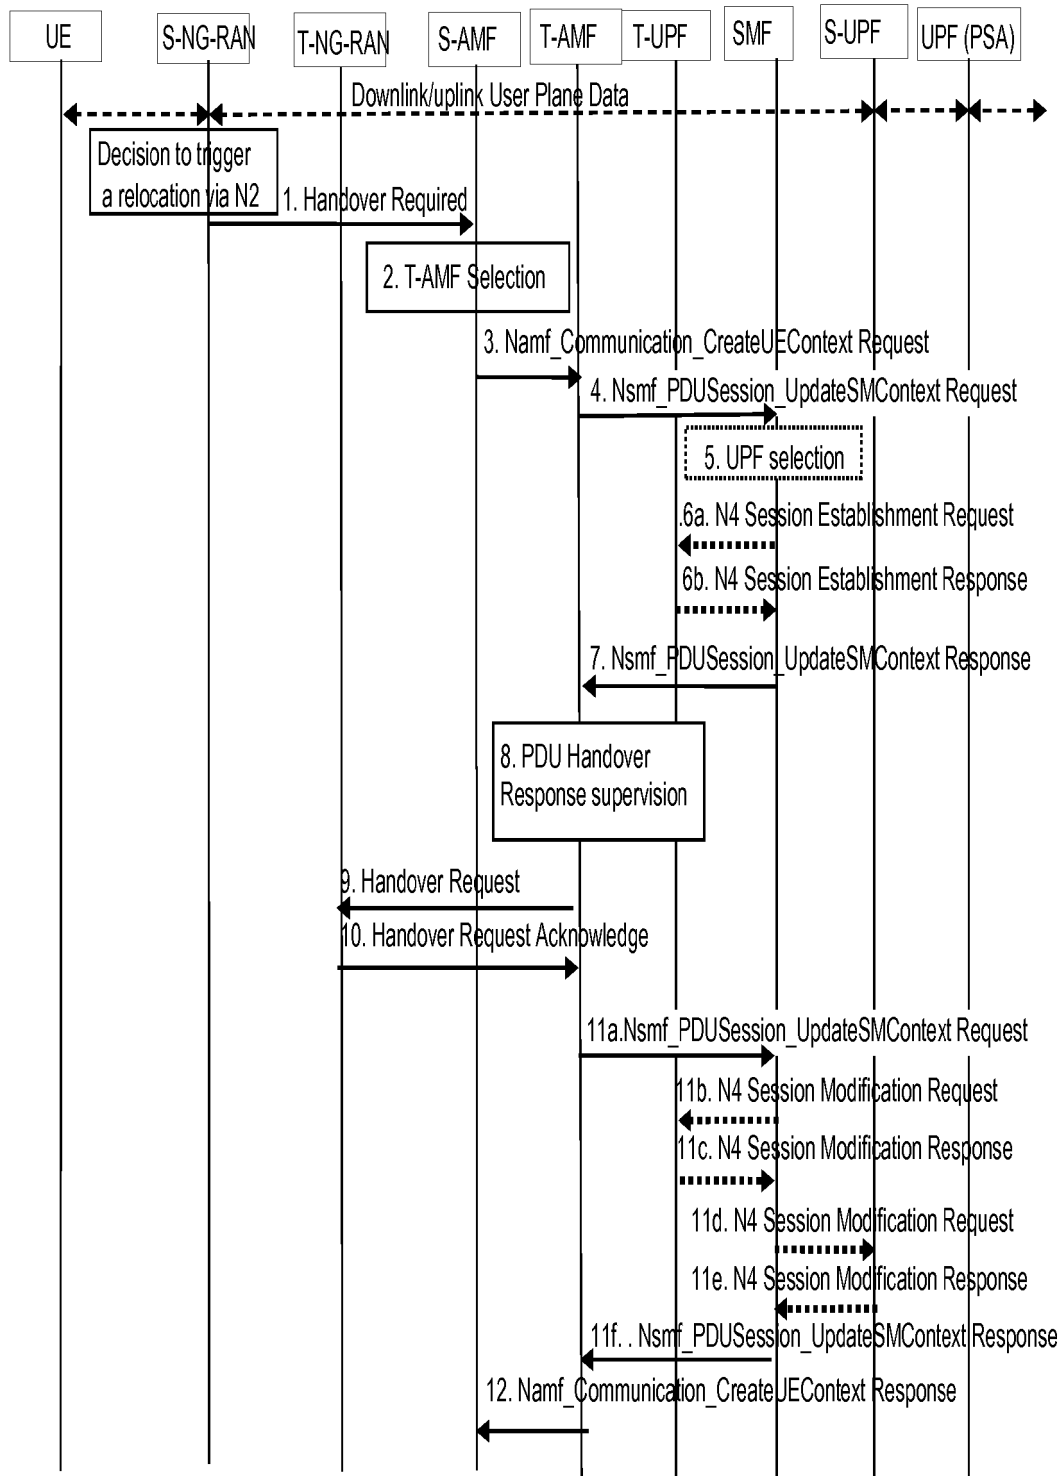 UE
S-NG-RAN
T-NG-RAN
S-AMF
T-AMF
T-UPF
SMF
S-UPF
UPF (PSA)
Downlink/uplink User Plane Data
Decision to trigger
a relocation via N2
1. Handover Required
2. T-AMF Selection
3. Namf_Communication_CreateUEContext Request
4. Nsmf_PDUSession_UpdateSMContext Request
5. UPF selection
.6a. N4 Session Establishment Request
6b. N4 Session Establishment Response
7. Nsmf_PDUSession_UpdateSMContext Response
8. PDU Handover
Response supervision
9. Handover Request
10. Handover Request Acknowledge
11a.Nsmf_PDUSession_UpdateSMContext Request
11b. N4 Session Modification Request
11c. N4 Session Modification Response
11d. N4 Session Modification Request
11e. N4 Session Modification Response
11f. . Nsmf_PDUSession_UpdateSMContext Response
12. Namf_Communication_CreateUEContext Response